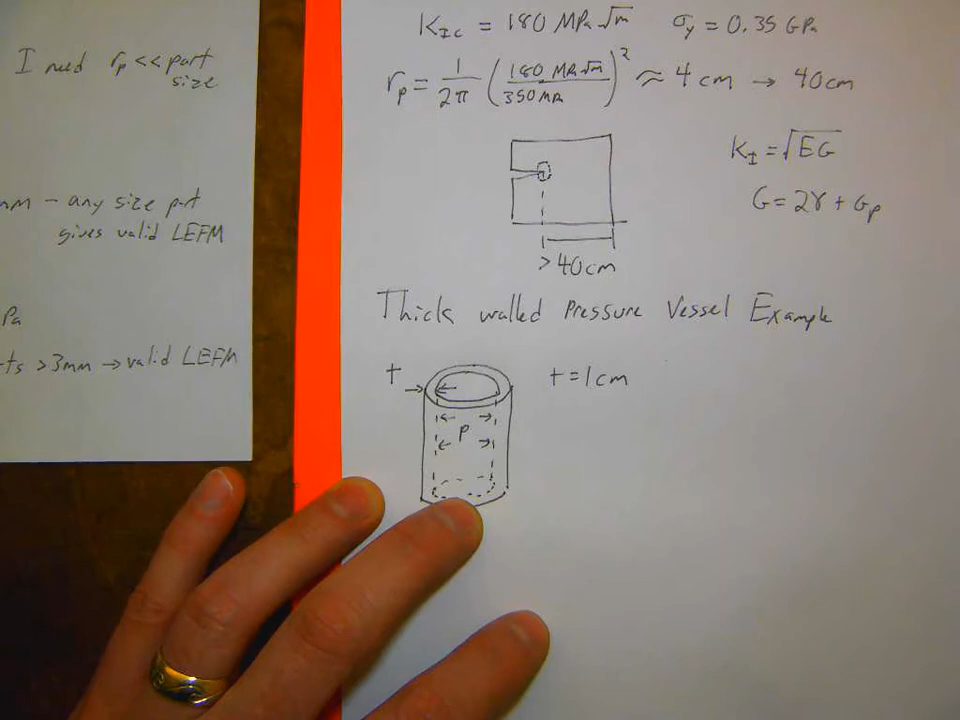 I need rp << part
size
nm - any size part
gives valid LEFM
Pa
ts >3mm → valid LEFM
KIC = 180 MPa √m σy = 0.35 GPa
rp = 1/2π (180 MPa √m / 350 MPa)² ≈ 4 cm → 40 cm
KI = √EG
G = 2γ + Gp
> 40 cm
Thick walled Pressure Vessel Example
t
t = 1 cm
P